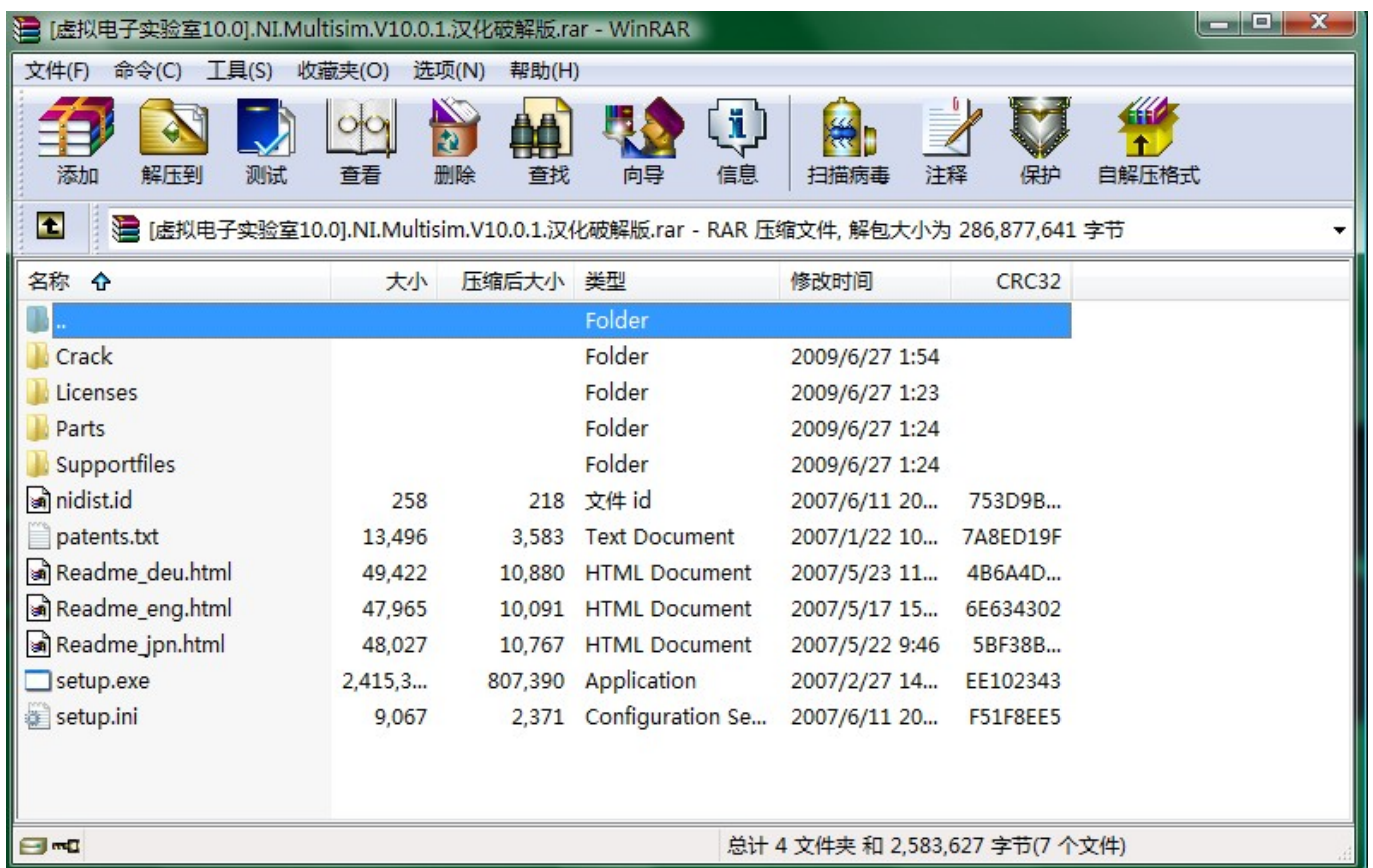 [虚拟电子实验室10.0].NI.Multisim.V10.0.1.汉化破解版.rar - WinRAR
文件(F) 命令(C) 工具(S) 收藏夹(O) 选项(N) 帮助(H)
添加 解压到 测试 查看 删除 查找 向导 信息 扫描病毒 注释 保护 自解压格式
[虚拟电子实验室10.0].NI.Multisim.V10.0.1.汉化破解版.rar - RAR 压缩文件, 解包大小为 286,877,641 字节
名称 大小 压缩后大小 类型 修改时间 CRC32
.. Folder
Crack Folder 2009/6/27 1:54
Licenses Folder 2009/6/27 1:23
Parts Folder 2009/6/27 1:24
Supportfiles Folder 2009/6/27 1:24
nidist.id 258 218 文件 id 2007/6/11 20... 753D9B...
patents.txt 13,496 3,583 Text Document 2007/1/22 10... 7A8ED19F
Readme_deu.html 49,422 10,880 HTML Document 2007/5/23 11... 4B6A4D...
Readme_eng.html 47,965 10,091 HTML Document 2007/5/17 15... 6E634302
Readme_jpn.html 48,027 10,767 HTML Document 2007/5/22 9:46 5BF38B...
setup.exe 2,415,3... 807,390 Application 2007/2/27 14... EE102343
setup.ini 9,067 2,371 Configuration Se... 2007/6/11 20... F51F8EE5
总计 4 文件夹 和 2,583,627 字节(7 个文件)